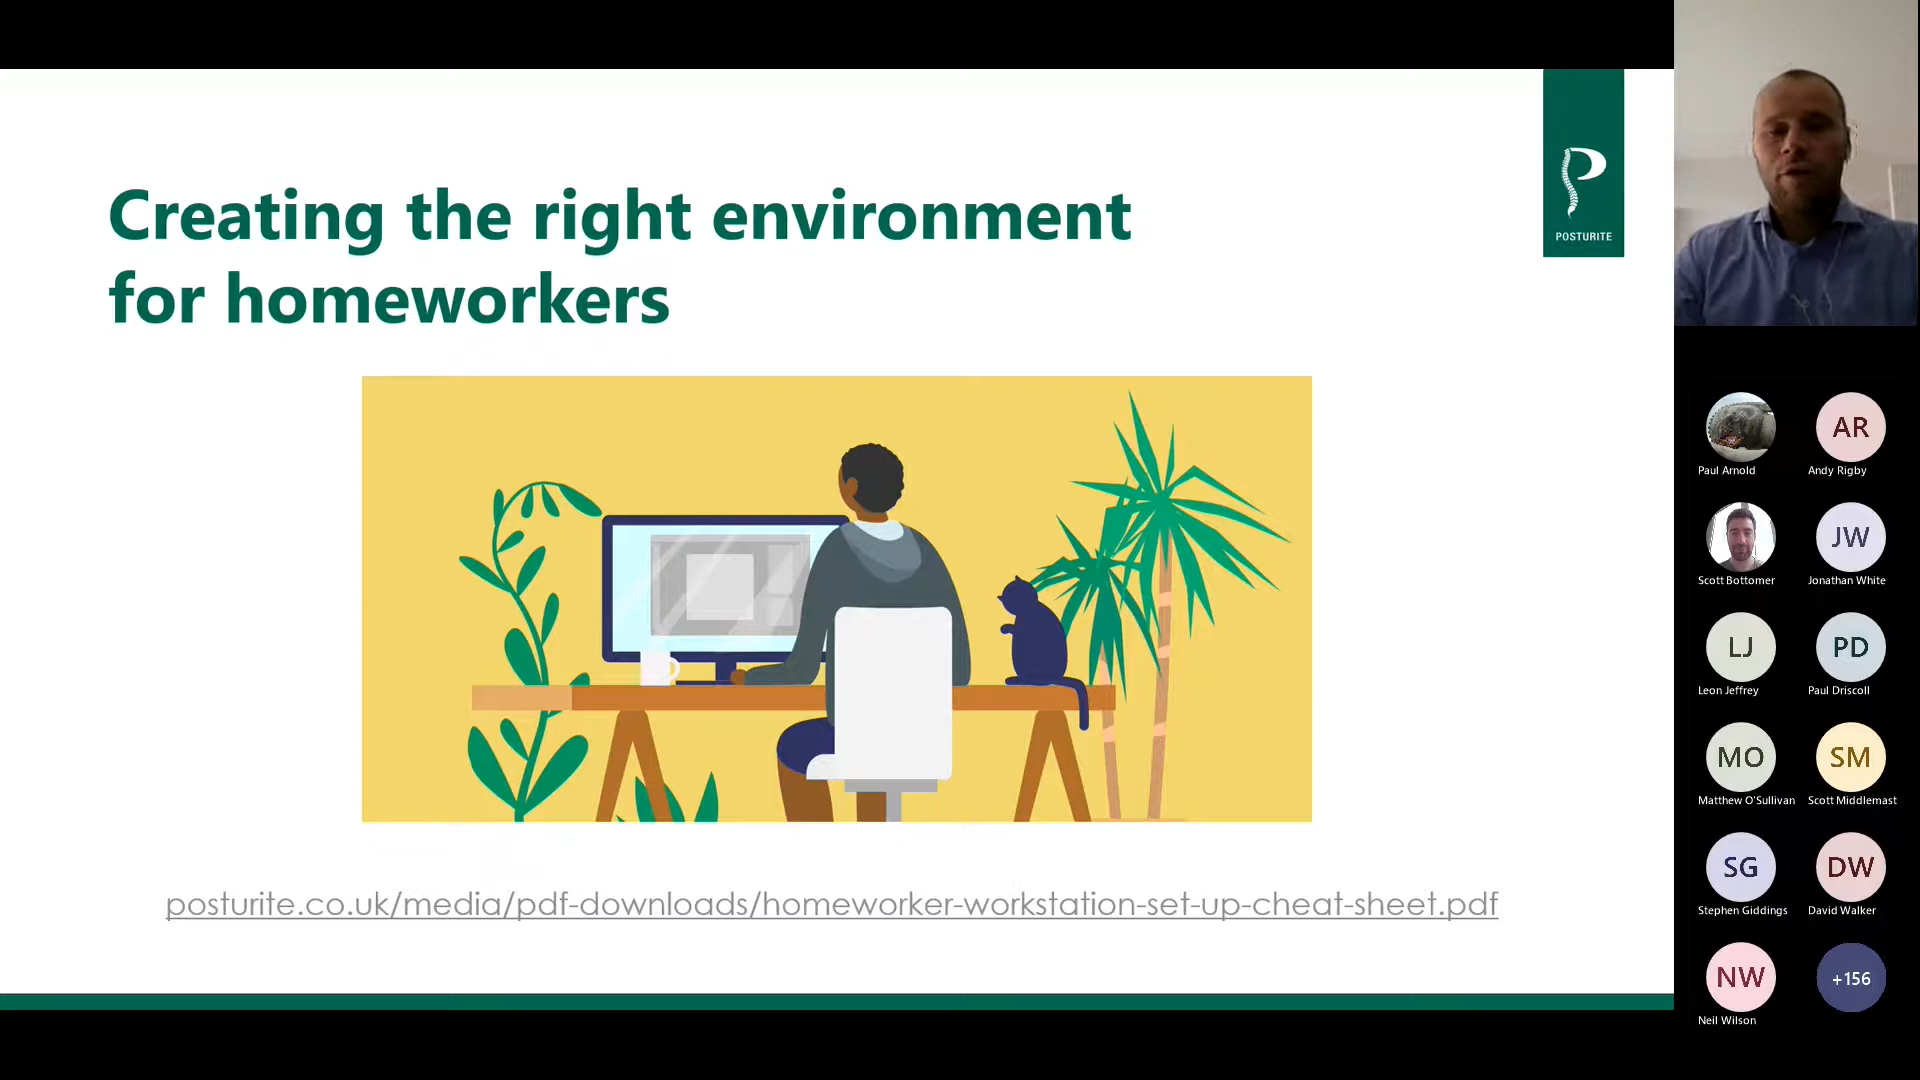 Creating the right environment
for homeworkers
POSTURITE
posturite.co.uk/media/pdf-downloads/homeworker-workstation-set-up-cheat-sheet.pdf
AR
Paul Arnold
Andy Rigby
JW
Scott Bottomer
Jonathan White
LJ
PD
Leon Jeffrey
Paul Driscoll
MO
SM
Matthew O'Sullivan
Scott Middlemast
SG
DW
Stephen Giddings
David Walker
NW
+156
Neil Wilson